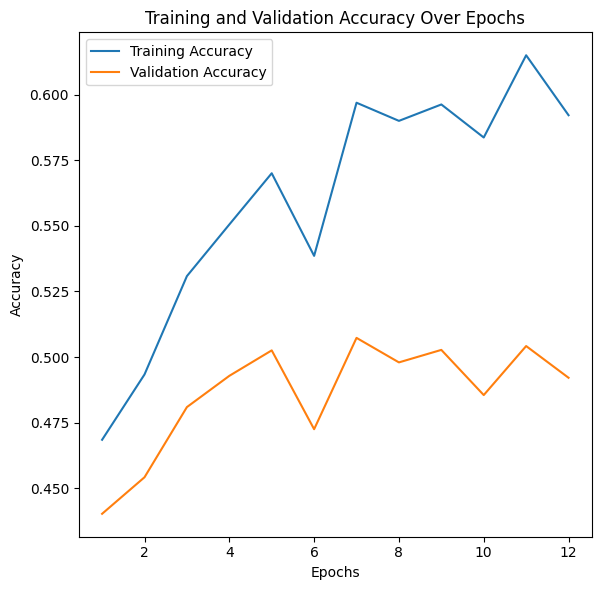 Training and Validation Accuracy Over Epochs
Training Accuracy
Validation Accuracy
0.600
0.575
0.550
0.525
0.500
0.475
0.450
Accuracy
2 4 6 8 10 12
Epochs